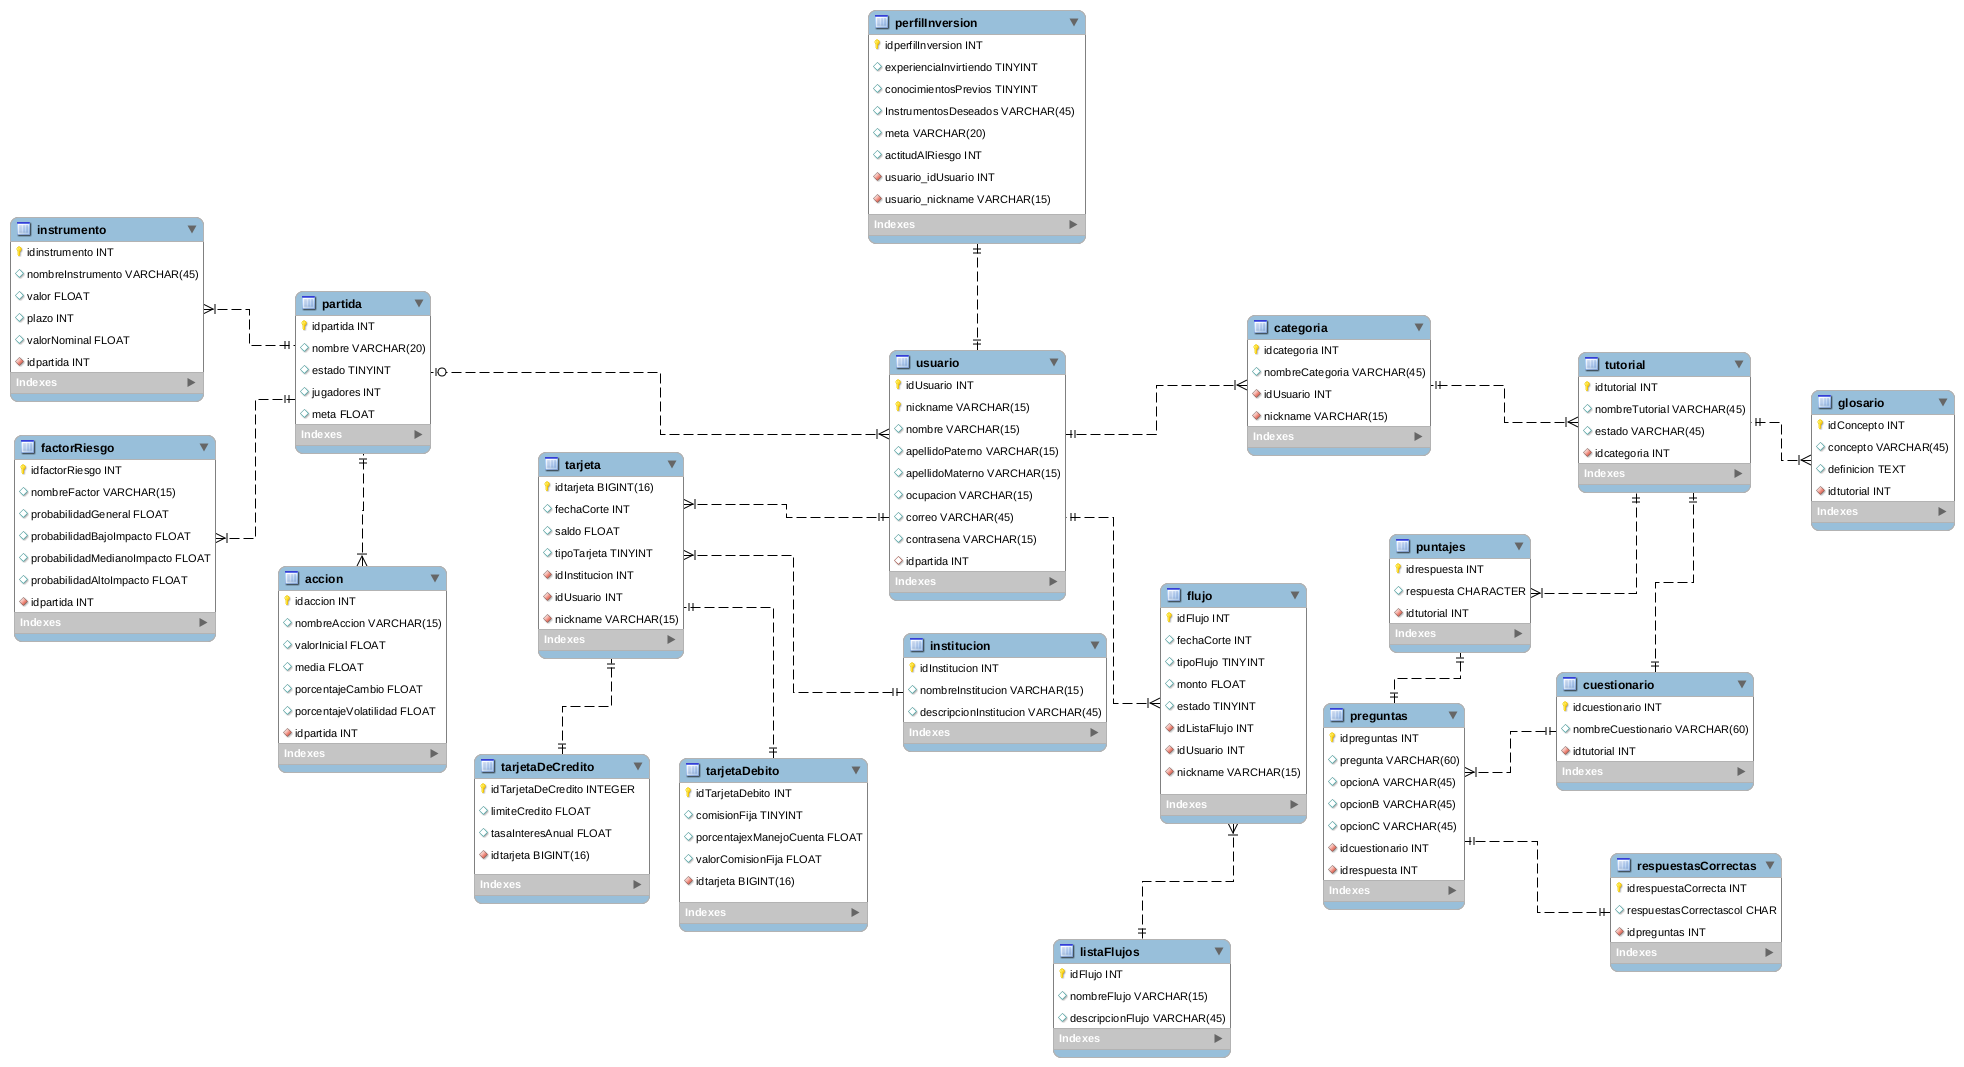 perfilInversion
idperfilInversion INT
experienciaInvirtiendo TINYINT
conocimientosPrevios TINYINT
InstrumentosDeseados VARCHAR(45)
meta VARCHAR(20)
actitudAlRiesgo INT
usuario_idUsuario INT
usuario_nickname VARCHAR(15)
Indexes
instrumento
idinstrumento INT
nombreInstrumento VARCHAR(45)
valor FLOAT
plazo INT
valorNominal FLOAT
idpartida INT
Indexes
partida
idpartida INT
nombre VARCHAR(20)
estado TINYINT
jugadores INT
meta FLOAT
Indexes
factorRiesgo
idfactorRiesgo INT
nombreFactor VARCHAR(15)
probabilidadGeneral FLOAT
probabilidadBajoImpacto FLOAT
probabilidadMedianoImpacto FLOAT
probabilidadAltoImpacto FLOAT
idpartida INT
Indexes
accion
idaccion INT
nombreAccion VARCHAR(15)
valorInicial FLOAT
media FLOAT
porcentajeCambio FLOAT
porcentajeVolatilidad FLOAT
idpartida INT
Indexes
tarjeta
idtarjeta BIGINT(16)
fechaCorte INT
saldo FLOAT
tipoTarjeta TINYINT
idInstitucion INT
idUsuario INT
nickname VARCHAR(15)
Indexes
usuario
idUsuario INT
nickname VARCHAR(15)
nombre VARCHAR(15)
apellidoPaterno VARCHAR(15)
apellidoMaterno VARCHAR(15)
ocupacion VARCHAR(15)
correo VARCHAR(45)
contrasena VARCHAR(15)
idpartida INT
Indexes
categoria
idcategoria INT
nombreCategoria VARCHAR(45)
idUsuario INT
nickname VARCHAR(15)
Indexes
tutorial
idtutorial INT
nombreTutorial VARCHAR(45)
estado VARCHAR(45)
idcategoria INT
Indexes
glosario
idConcepto INT
concepto VARCHAR(45)
definicion TEXT
idtutorial INT
Indexes
puntajes
idrespuesta INT
respuesta CHARACTER
idtutorial INT
Indexes
flujo
idFlujo INT
fechaCorte INT
tipoFlujo TINYINT
monto FLOAT
estado TINYINT
idListaFlujo INT
idUsuario INT
nickname VARCHAR(15)
Indexes
institucion
idInstitucion INT
nombreInstitucion VARCHAR(15)
descripcionInstitucion VARCHAR(45)
Indexes
cuestionario
idcuestionario INT
nombreCuestionario VARCHAR(60)
idtutorial INT
Indexes
preguntas
idpreguntas INT
pregunta VARCHAR(60)
opcionA VARCHAR(45)
opcionB VARCHAR(45)
opcionC VARCHAR(45)
idcuestionario INT
idrespuesta INT
Indexes
tarjetaDeCredito
idTarjetaDeCredito INTEGER
limiteCredito FLOAT
tasaInteresAnual FLOAT
idtarjeta BIGINT(16)
Indexes
tarjetaDebito
idTarjetaDebito INT
comisionFija TINYINT
porcentajexManejoCuenta FLOAT
valorComisionFija FLOAT
idtarjeta BIGINT(16)
Indexes
respuestasCorrectas
idrespuestaCorrecta INT
respuestasCorrectascol CHAR
idpreguntas INT
Indexes
listaFlujos
idFlujo INT
nombreFlujo VARCHAR(15)
descripcionFlujo VARCHAR(45)
Indexes